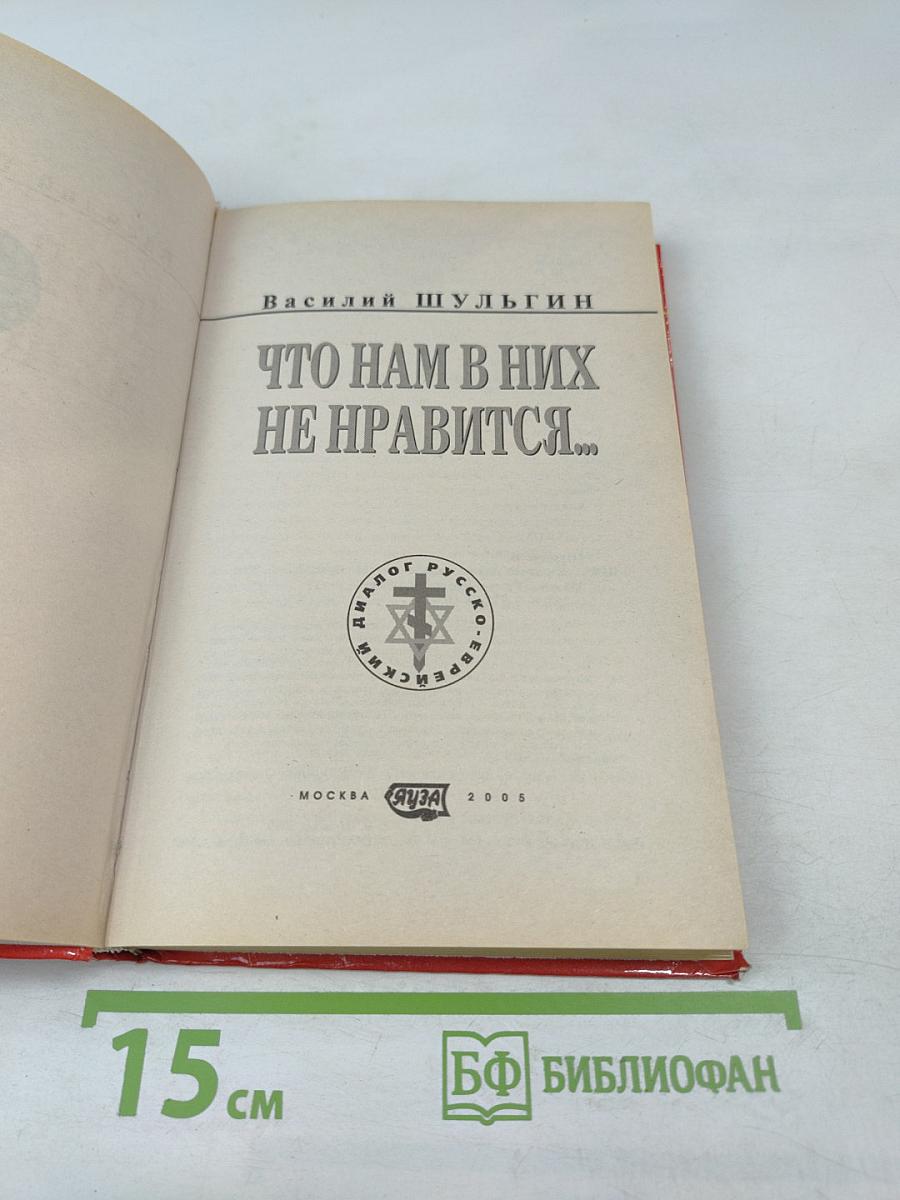 Василий ШУЛЬГИН
ЧТО НАМ В НИХ
НЕ НРАВИТСЯ...
ДИАЛОГ РУССКО-ЕВРЕЙСКИЙ
МОСКВА ЯУЗА 2005
15 см
БФ БИБЛИОФАН